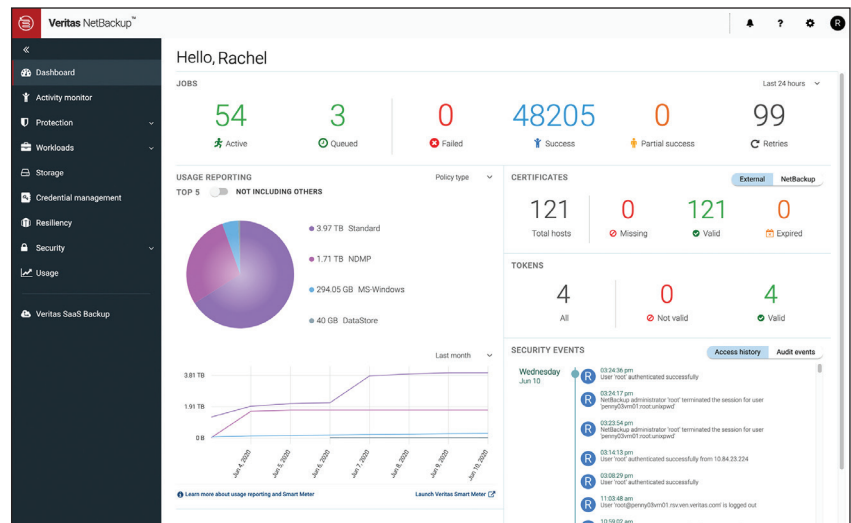 Veritas NetBackup™
?
R
«
Dashboard
Activity monitor
Protection
Workloads
Storage
Credential management
Resiliency
Security
Usage
Veritas SaaS Backup
Hello, Rachel
JOBS
Last 24 hours
54
Active
3
Queued
0
Failed
48205
Success
0
Partial success
99
Retries
USAGE REPORTING
Policy type
TOP 5
NOT INCLUDING OTHERS
3.97 TB Standard
1.71 TB NDMP
294.05 GB MS-Windows
40 GB DataStore
Last month
3.81 TB
1.91 TB
0 B
Jun 4, 2020
Jun 5, 2020
Jun 6, 2020
Jun 7, 2020
Jun 8, 2020
Jun 9, 2020
Jun 10, 2020
Learn more about usage reporting and Smart Meter
Launch Veritas Smart Meter
CERTIFICATES
External
NetBackup
121
Total hosts
0
Missing
121
Valid
0
Expired
TOKENS
4
All
0
Not valid
4
Valid
SECURITY EVENTS
Access history
Audit events
Wednesday
Jun 10
R
03:24:36 pm
User 'root' authenticated successfully
R
03:24:17 pm
NetBackup administrator 'root' terminated the session for user
'penny03vm01:root:unixpwd'
R
03:23:54 pm
NetBackup administrator 'root' terminated the session for user
'penny03vm01:root:unixpwd'
R
03:14:13 pm
User 'root' authenticated successfully from 10.84.23.224
R
03:08:29 pm
User 'root' authenticated successfully
R
11:03:48 am
User 'root@penny03vm01.rsv.ven.veritas.com' is logged out
R
10:59:02 am